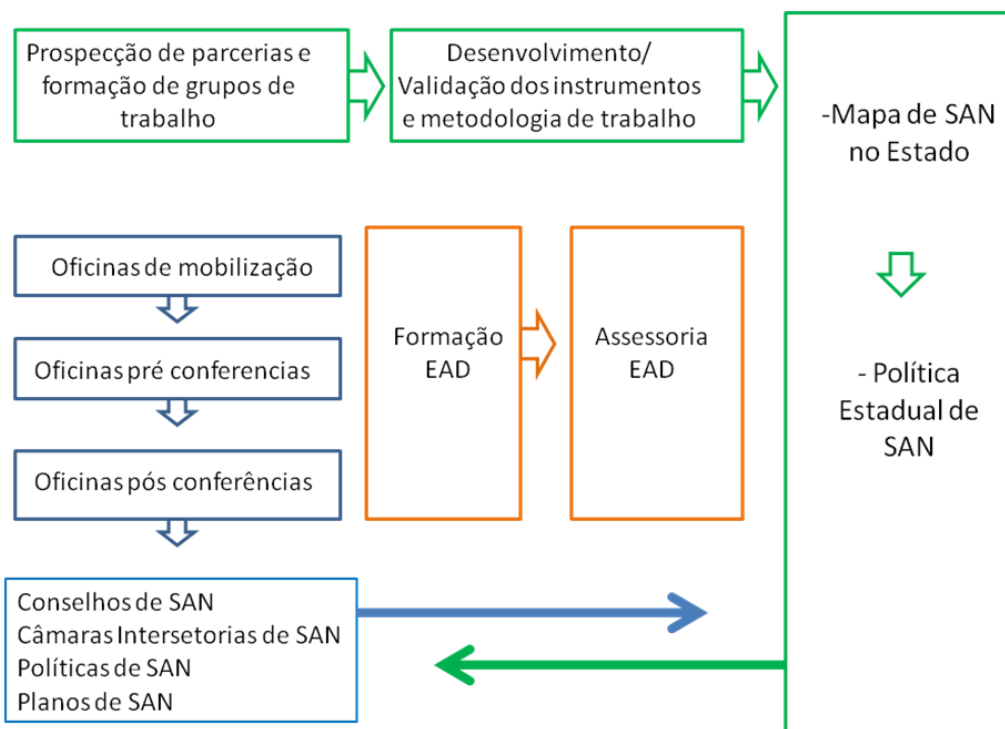 Prospecção de parcerias e
formação de grupos de
trabalho
Desenvolvimento/
Validação dos instrumentos
e metodologia de trabalho
-Mapa de SAN
no Estado
- Política
Estadual de
SAN
Oficinas de mobilização
Oficinas pré conferencias
Oficinas pós conferências
Formação
EAD
Assessoria
EAD
Conselhos de SAN
Câmaras Intersetorias de SAN
Políticas de SAN
Planos de SAN